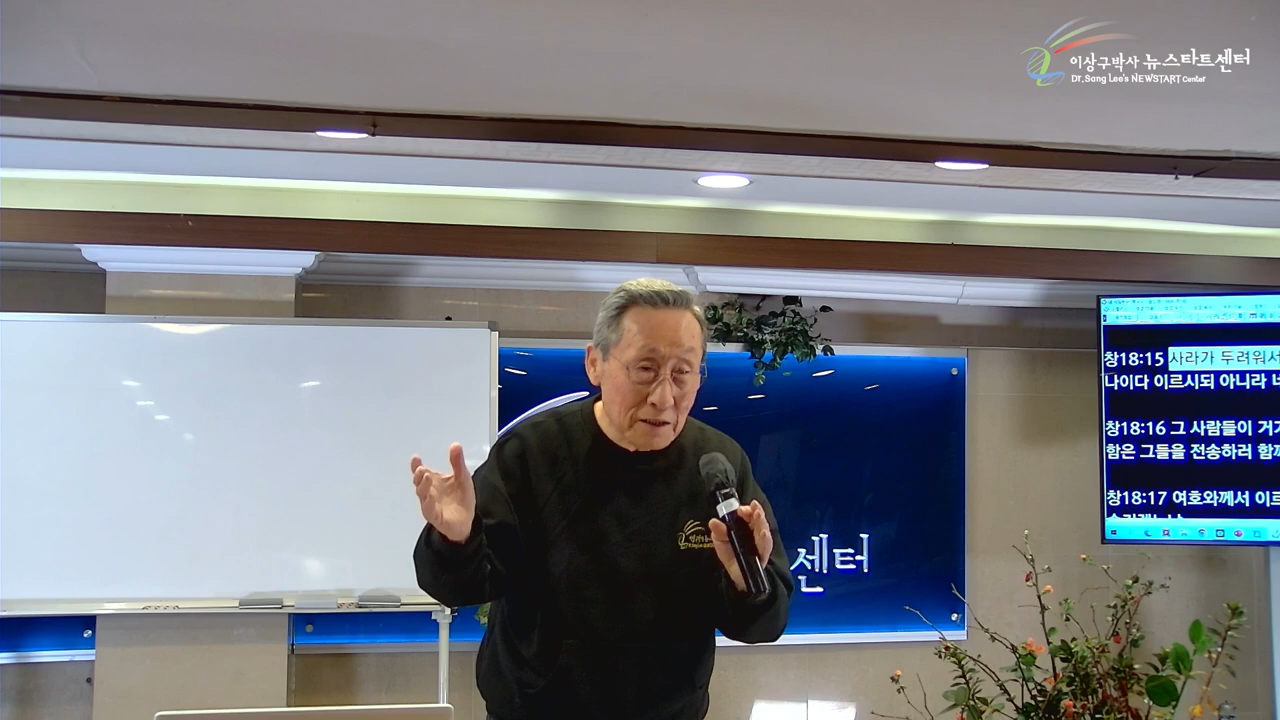 이상구박사 뉴스타트센터
Dr. Sang Lee's NEWSTART Center
창18:15 사라가 두려워서
나이다 이르시되 아니라 네
창18:16 그 사람들이 거기
함은 그들을 전송하러 함께
창18:17 여호와께서 이르
센터